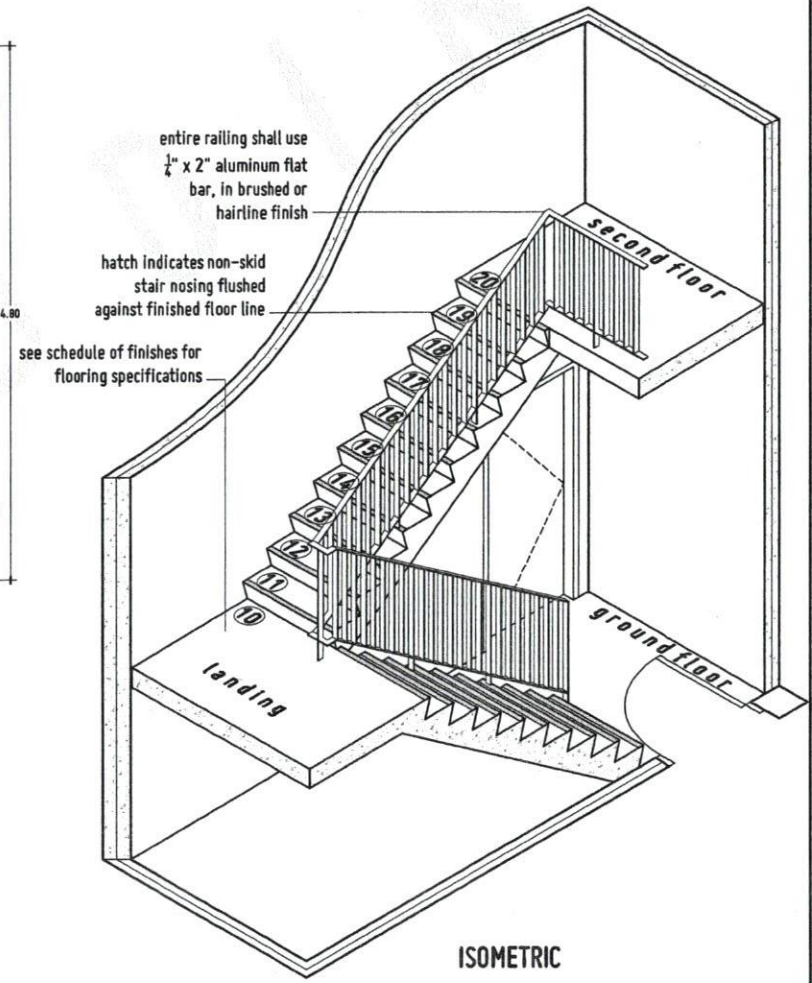 entire railing shall use
1/4" x 2" aluminum flat
bar, in brushed or
hairline finish
hatch indicates non-skid
stair nosing flushed
against finished floor line
4.80
see schedule of finishes for
flooring specifications
second floor
20
19
18
17
16
15
14
13
12
11
10
landing
ground floor
ISOMETRIC